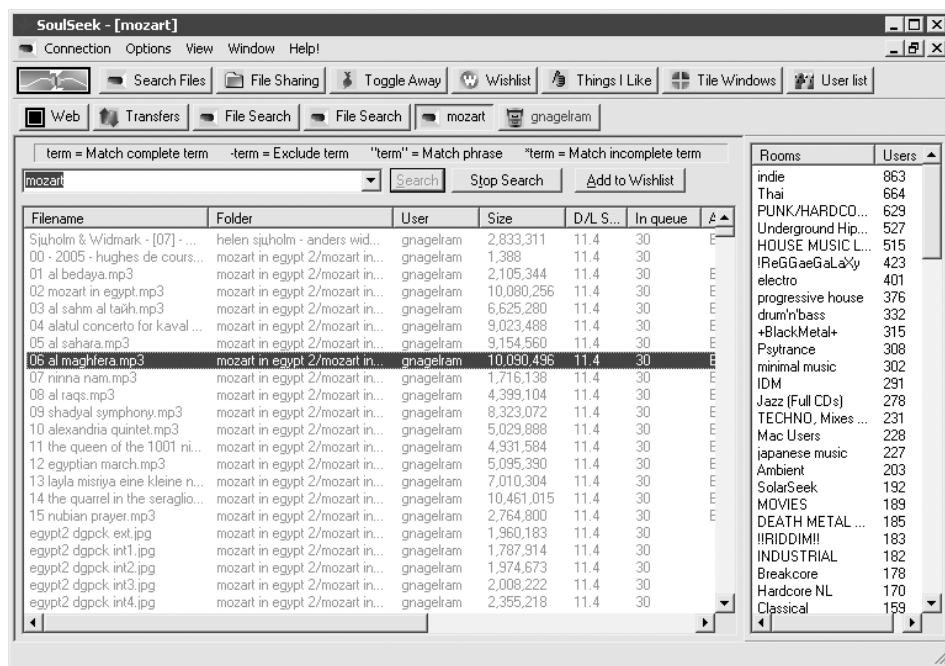 SoulSeek - [mozart]
Connection Options View Window Help!
Search Files File Sharing Toggle Away Wishlist Things I Like Tile Windows User list
Web Transfers File Search File Search mozart gnagelram
term = Match complete term -term = Exclude term "term" = Match phrase *term = Match incomplete term
mozart Search Stop Search Add to Wishlist
Filename Folder User Size D/L S... In queue
Sjцholm & Widmark - [07] - ... helen sjцholm - anders wid... gnagelram 2,833,311 11.4 30
00 - 2005 - hughes de cours... mozart in egypt 2/mozart in... gnagelram 1,388 11.4 30
01 al bedaya.mp3 mozart in egypt 2/mozart in... gnagelram 2,105,344 11.4 30
02 mozart in egypt.mp3 mozart in egypt 2/mozart in... gnagelram 10,080,256 11.4 30
03 al sahm al taйh.mp3 mozart in egypt 2/mozart in... gnagelram 6,625,280 11.4 30
04 alatul concerto for kaval ... mozart in egypt 2/mozart in... gnagelram 9,023,488 11.4 30
05 al sahara.mp3 mozart in egypt 2/mozart in... gnagelram 9,154,560 11.4 30
06 al maghfera.mp3 mozart in egypt 2/mozart in... gnagelram 10,090,496 11.4 30
07 ninna nam.mp3 mozart in egypt 2/mozart in... gnagelram 1,716,138 11.4 30
08 al raqs.mp3 mozart in egypt 2/mozart in... gnagelram 4,399,104 11.4 30
09 shadyal symphony.mp3 mozart in egypt 2/mozart in... gnagelram 8,323,072 11.4 30
10 alexandria quintet.mp3 mozart in egypt 2/mozart in... gnagelram 5,029,888 11.4 30
11 the queen of the 1001 ni... mozart in egypt 2/mozart in... gnagelram 4,931,584 11.4 30
12 egyptian march.mp3 mozart in egypt 2/mozart in... gnagelram 5,095,390 11.4 30
13 layla misriya eine kleine n... mozart in egypt 2/mozart in... gnagelram 7,010,304 11.4 30
14 the quarrel in the seraglio... mozart in egypt 2/mozart in... gnagelram 10,461,015 11.4 30
15 nubian prayer.mp3 mozart in egypt 2/mozart in... gnagelram 2,764,800 11.4 30
egypt2 dgpck ext.jpg mozart in egypt 2/mozart in... gnagelram 1,960,183 11.4 30
egypt2 dgpck int1.jpg mozart in egypt 2/mozart in... gnagelram 1,787,914 11.4 30
egypt2 dgpck int2.jpg mozart in egypt 2/mozart in... gnagelram 1,974,673 11.4 30
egypt2 dgpck int3.jpg mozart in egypt 2/mozart in... gnagelram 2,008,222 11.4 30
egypt2 dgpck int4.jpg mozart in egypt 2/mozart in... gnagelram 2,355,218 11.4 30
Rooms Users
indie 863
Thai 664
PUNK/HARDCO... 629
Underground Hip... 527
HOUSE MUSIC L... 515
!ReGGaeGaLaXy 423
electro 401
progressive house 376
drum'n'bass 332
+BlackMetal+ 315
Psytrance 308
minimal music 302
IDM 291
Jazz (Full CDs) 278
TECHNO, Mixes ... 231
Mac Users 228
japanese music 227
Ambient 203
SolarSeek 192
MOVIES 189
DEATH METAL ... 185
!!RIDDIM!! 183
INDUSTRIAL 182
Breakcore 178
Hardcore NL 170
Classical 159